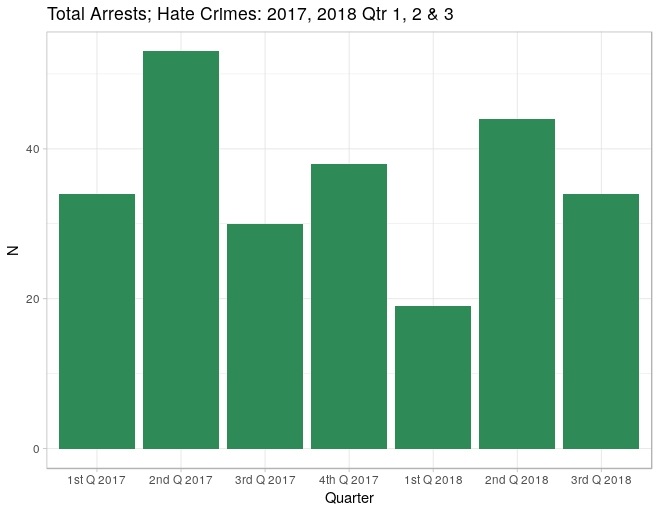 Total Arrests; Hate Crimes: 2017, 2018 Qtr 1, 2 & 3
40
20
0
N
1st Q 2017 2nd Q 2017 3rd Q 2017 4th Q 2017 1st Q 2018 2nd Q 2018 3rd Q 2018
Quarter